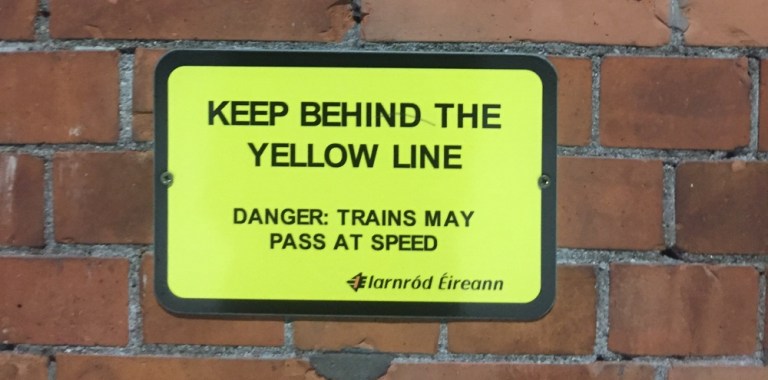 KEEP BEHIND THE
YELLOW LINE
DANGER: TRAINS MAY
PASS AT SPEED
Iarnród Éireann